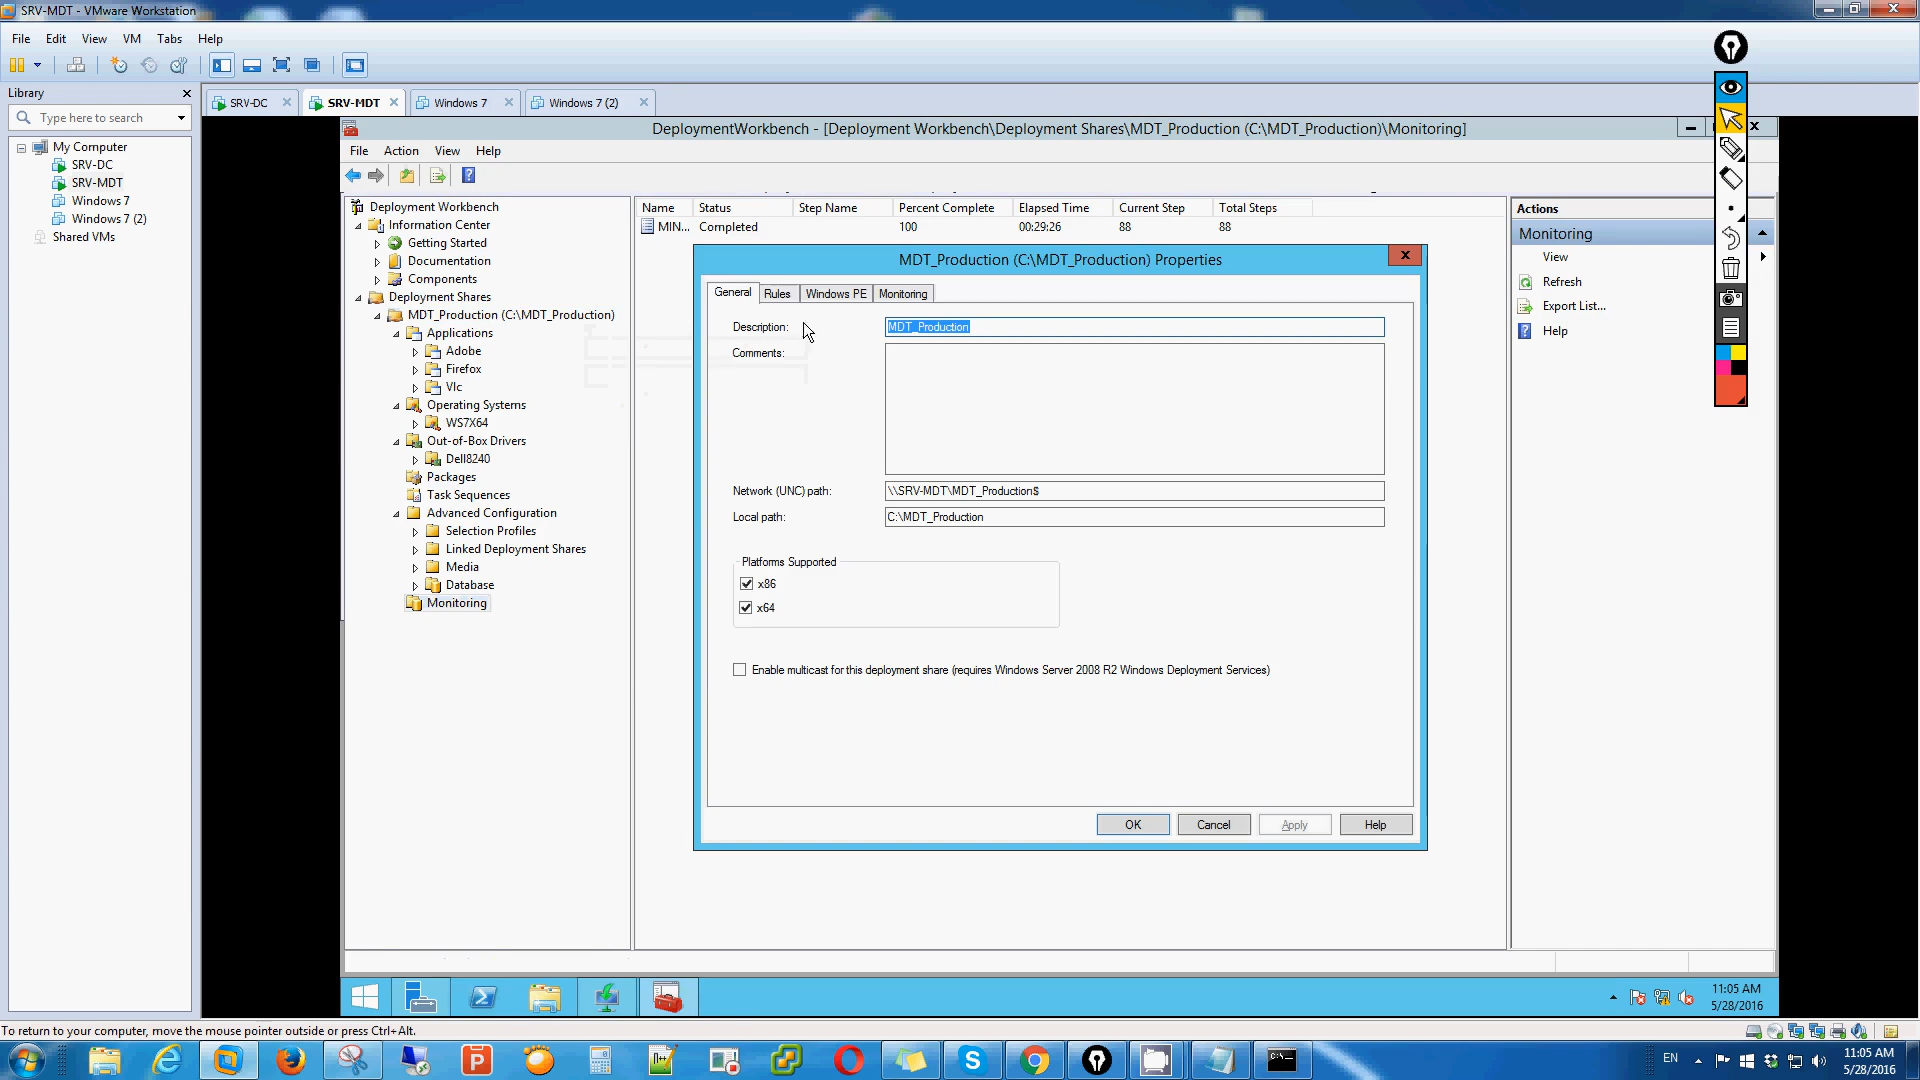 SRV-MDT - VMware Workstation
File Edit View VM Tabs Help
Library
Type here to search
My Computer
SRV-DC
SRV-MDT
Windows 7
Windows 7 (2)
Shared VMs
SRV-DC SRV-MDT Windows 7 Windows 7 (2)
DeploymentWorkbench - [Deployment Workbench\Deployment Shares\MDT_Production (C:\MDT_Production)\Monitoring]
File Action View Help
Deployment Workbench
Information Center
Getting Started
Documentation
Components
Deployment Shares
MDT_Production (C:\MDT_Production)
Applications
Adobe
Firefox
Vlc
Operating Systems
WS7X64
Out-of-Box Drivers
Dell8240
Packages
Task Sequences
Advanced Configuration
Selection Profiles
Linked Deployment Shares
Media
Database
Monitoring
Name Status Step Name Percent Complete Elapsed Time Current Step Total Steps
MIN... Completed 100 00:29:26 88 88
MDT_Production (C:\MDT_Production) Properties
General Rules Windows PE Monitoring
Description: MDT_Production
Comments:
Network (UNC) path: \\SRV-MDT\MDT_Production$
Local path: C:\MDT_Production
Platforms Supported
x86
x64
Enable multicast for this deployment share (requires Windows Server 2008 R2 Windows Deployment Services)
OK Cancel Apply Help
Actions
Monitoring
View
Refresh
Export List...
Help
11:05 AM
5/28/2016
To return to your computer, move the mouse pointer outside or press Ctrl+Alt.
EN
11:05 AM
5/28/2016